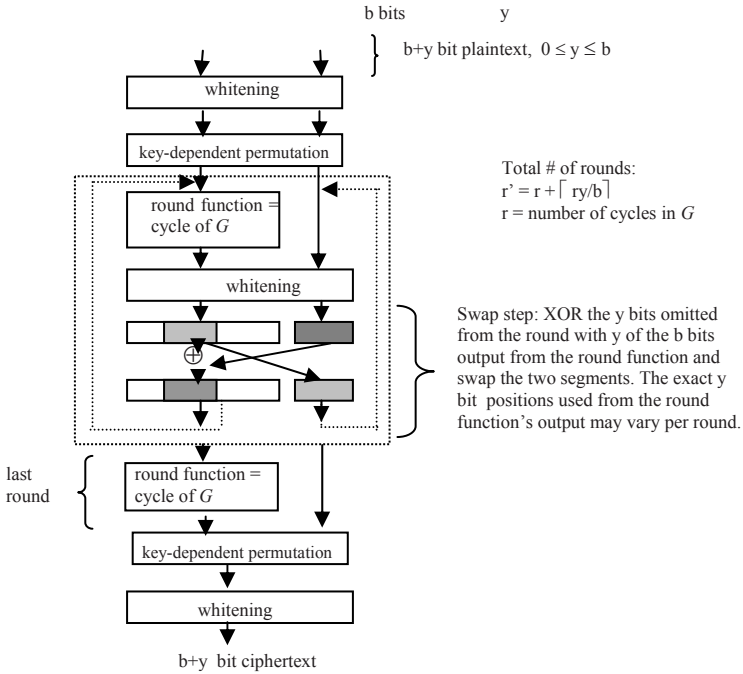 b bits y
b+y bit plaintext, 0 ≤ y ≤ b
whitening
key-dependent permutation
Total # of rounds:
r’ = r +⌈ ry/b⌉
r = number of cycles in G
round function =
cycle of G
whitening
Swap step: XOR the y bits omitted
from the round with y of the b bits
output from the round function and
swap the two segments. The exact y
bit positions used from the round
function’s output may vary per round.
⊕
last
round
round function =
cycle of G
key-dependent permutation
whitening
b+y bit ciphertext